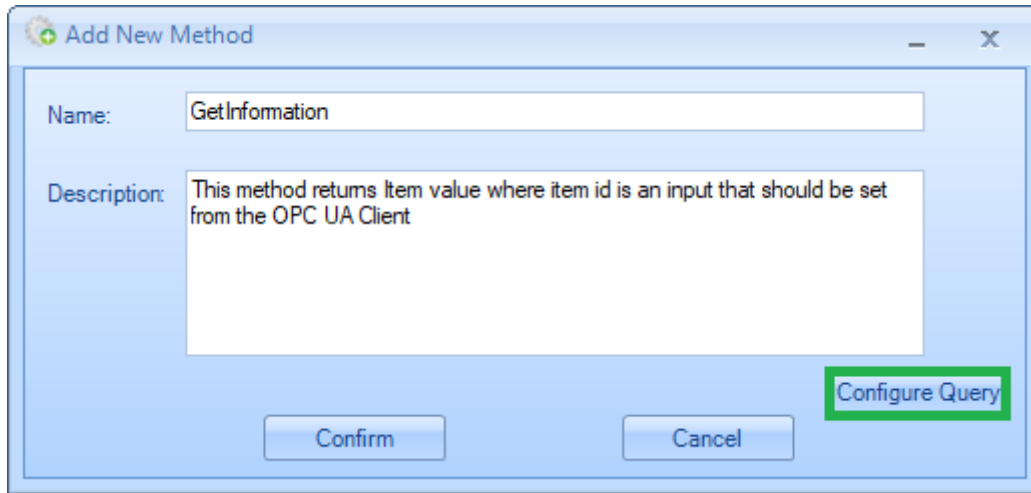 Add New Method
Name:
GetInformation
Description:
This method returns Item value where item id is an input that should be set
from the OPC UA Client
Configure Query
Confirm
Cancel